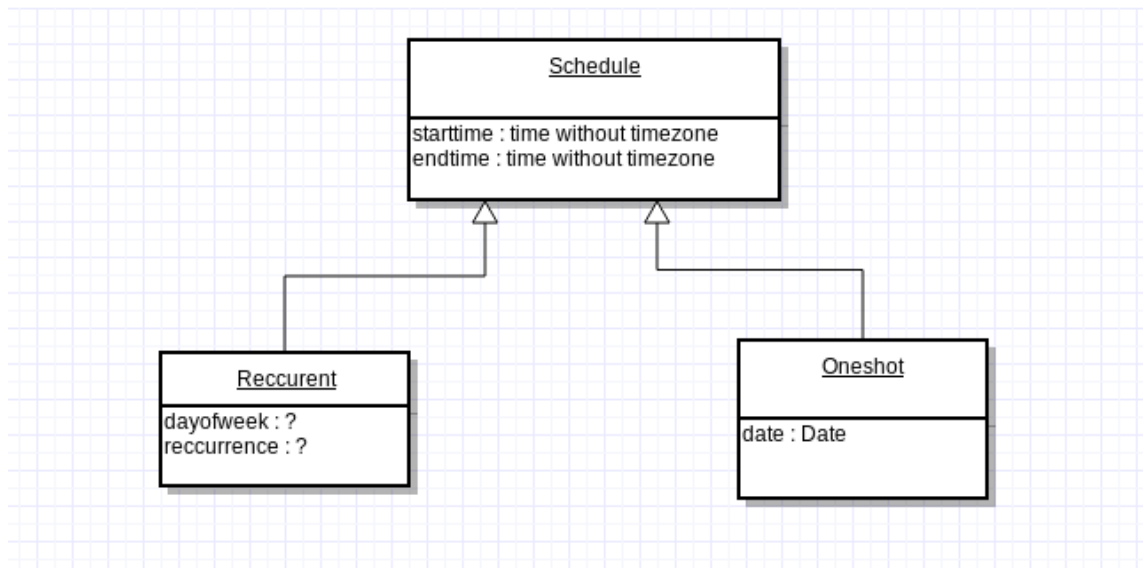 Schedule
starttime : time without timezone
endtime : time without timezone
Reccurent
dayofweek : ?
reccurrence : ?
Oneshot
date : Date